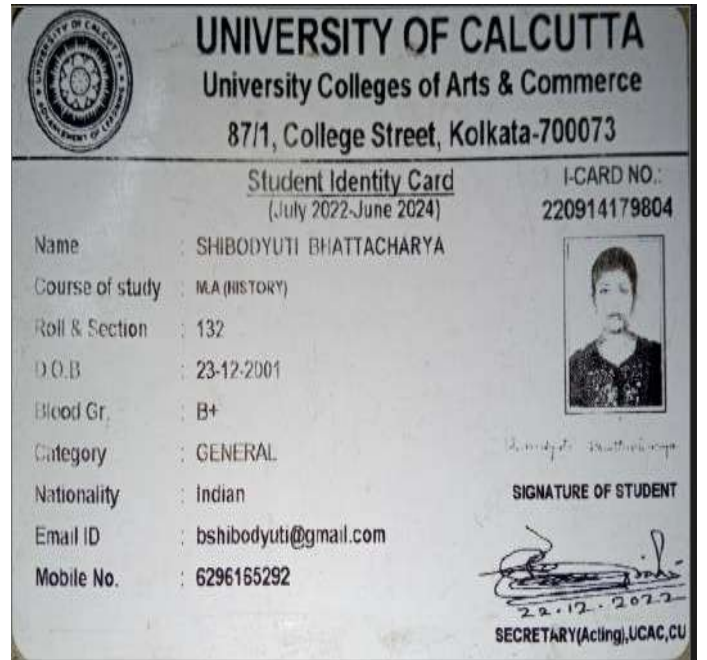 UNIVERSITY OF CALCUTTA
University Colleges of Arts & Commerce
87/1, College Street, Kolkata-700073
Student Identity Card
(July 2022-June 2024)
I-CARD NO.:
220914179804
Name : SHIBODYUTI BHATTACHARYA
Course of study : M.A (HISTORY)
Roll & Section : 132
D.O.B : 23-12-2001
Blood Gr. : B+
Category : GENERAL
Nationality : Indian
Email ID : bshibodyuti@gmail.com
Mobile No. : 6296165292
SIGNATURE OF STUDENT
22.12.2022
SECRETARY(Acting),UCAC,CU